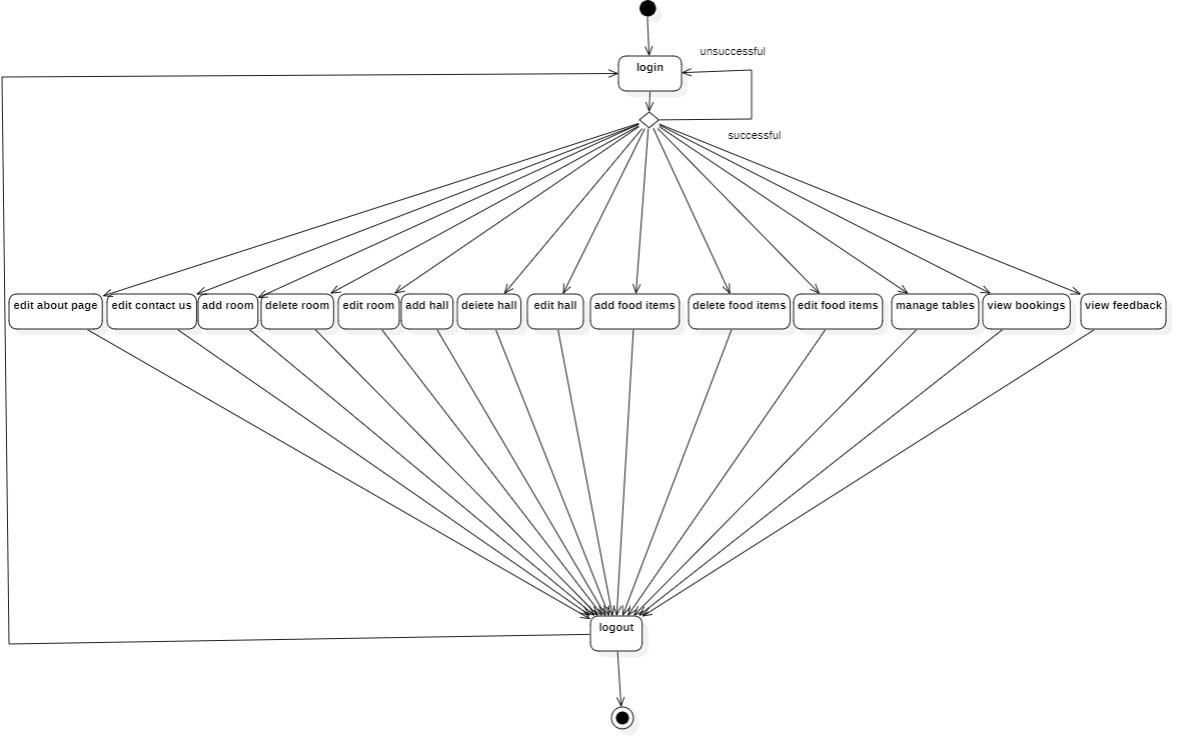 unsuccessful
login
successful
edit about page
edit contact us
add room
delete room
edit room
add hall
deiete hall
edit hall
add food items
delete food items
edit food items
manage tables
view bookings
view feedback
logout